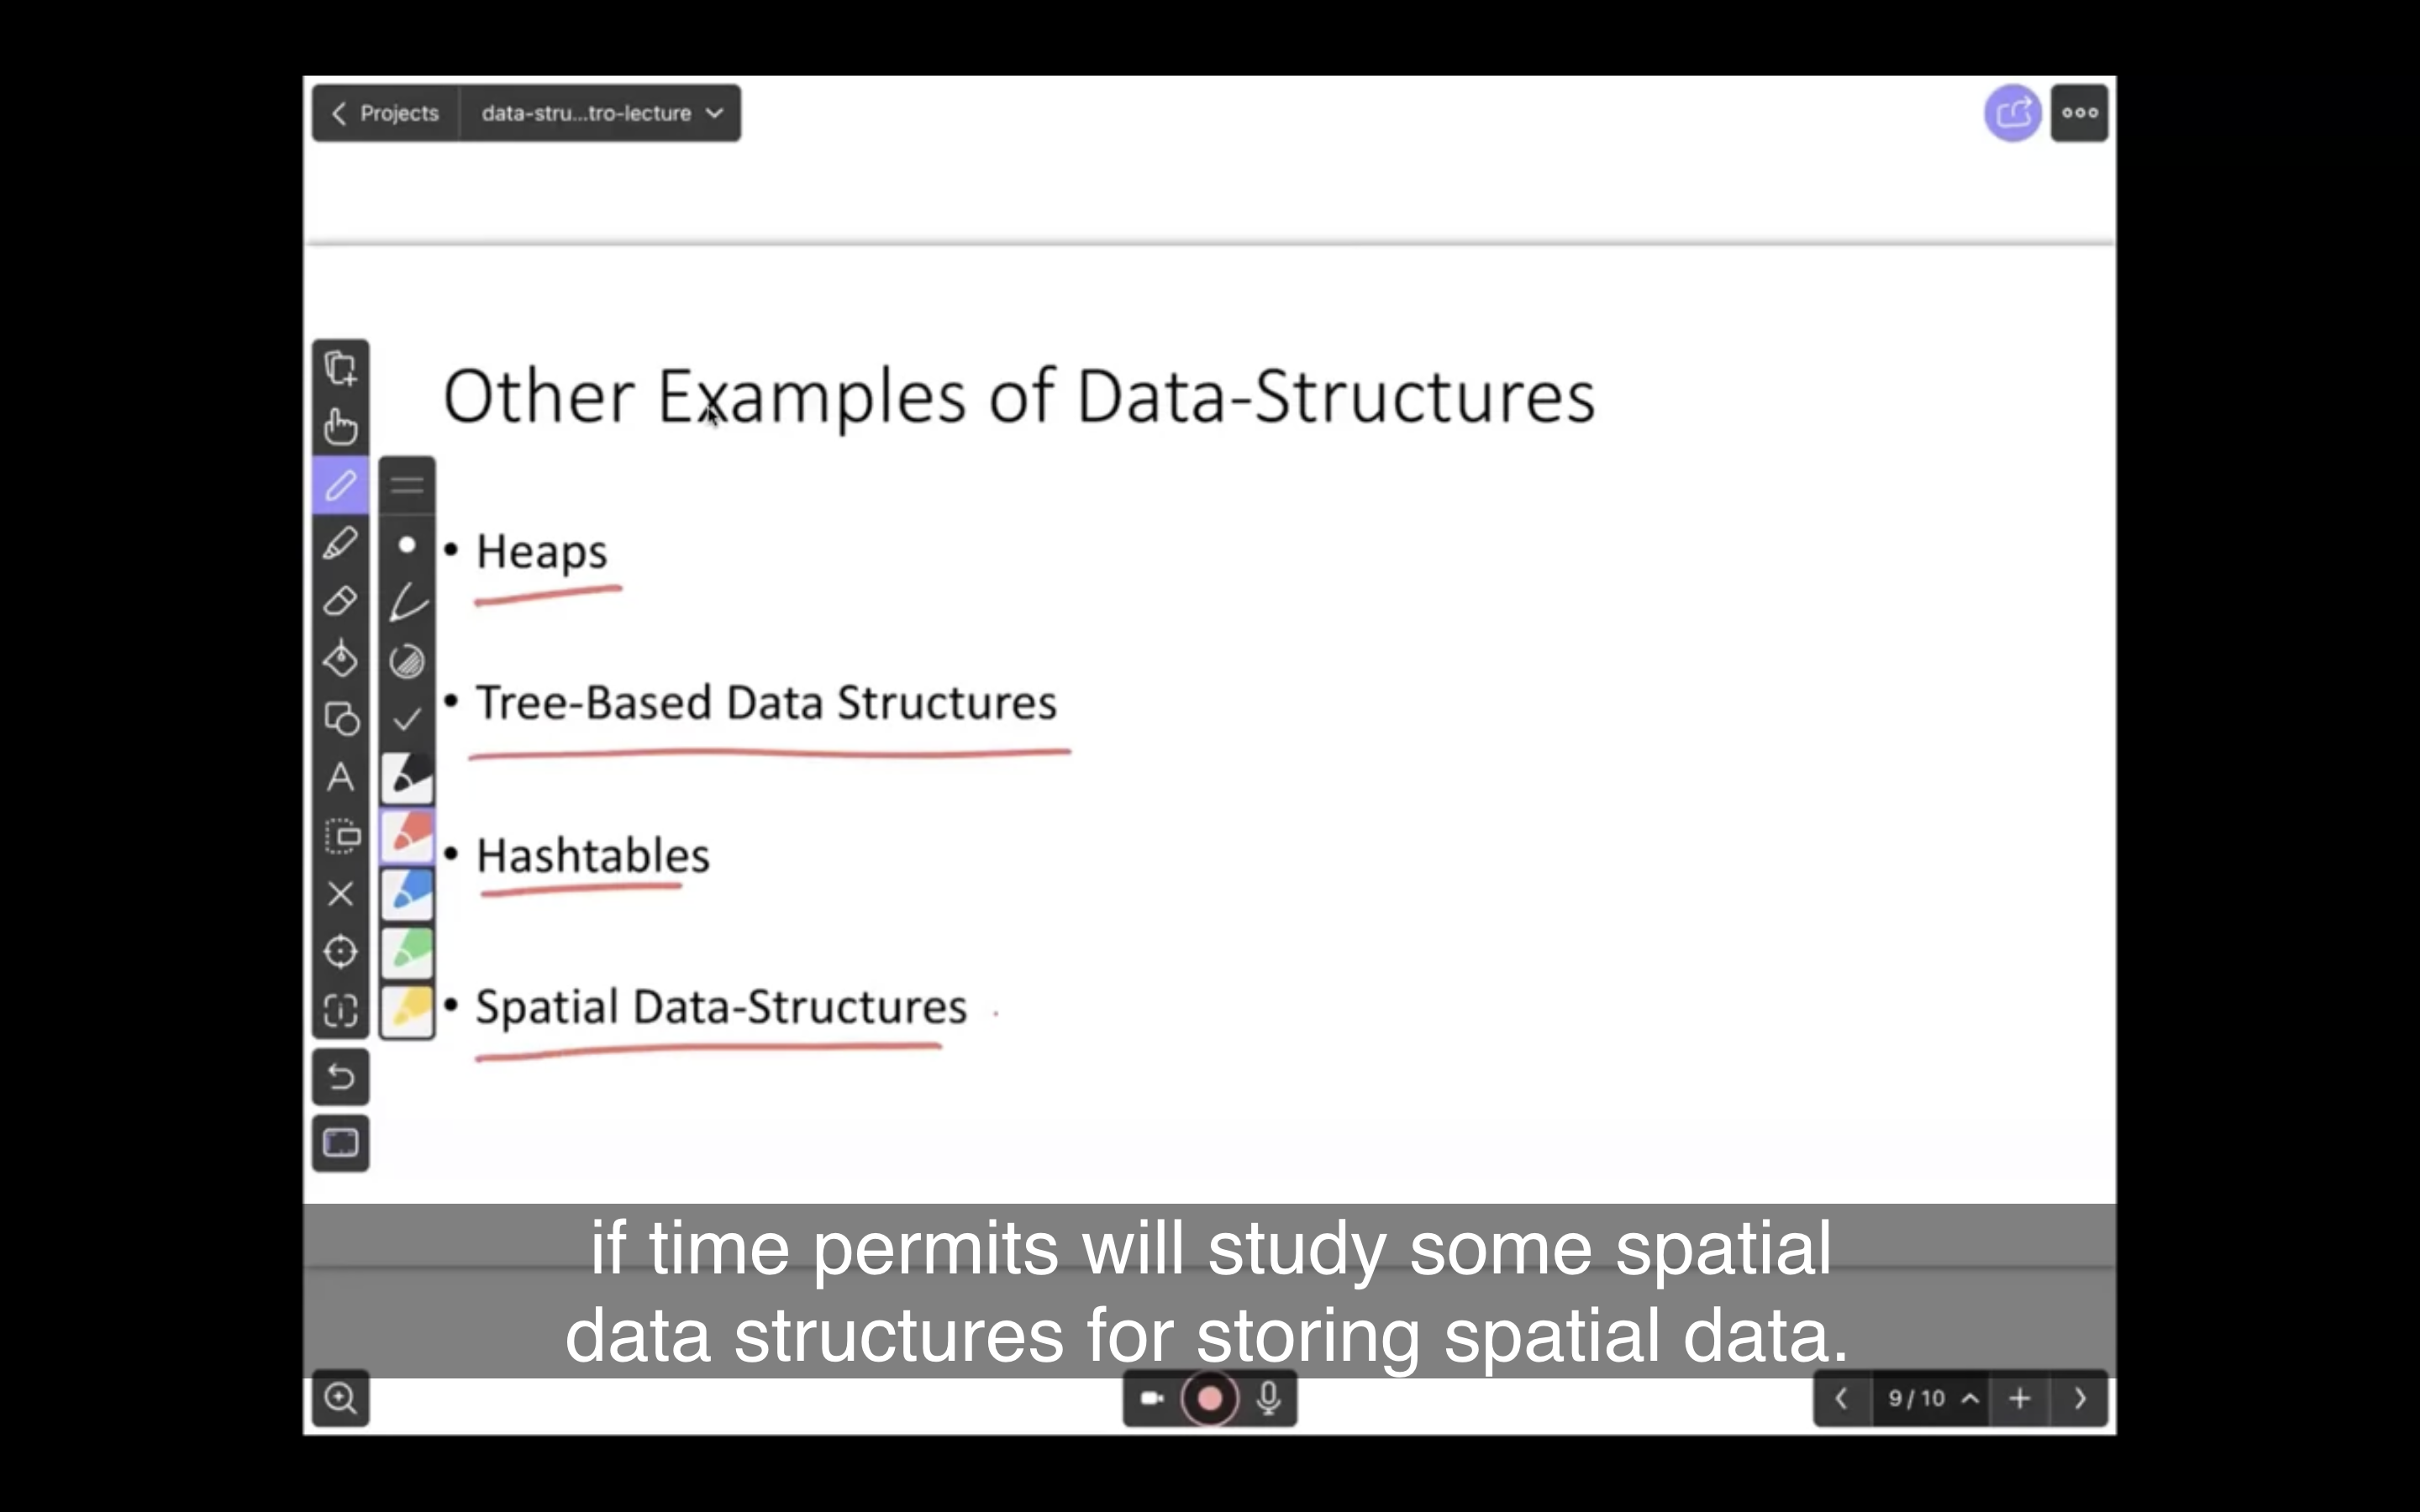 Projects
data-stru...tro-lecture
Other Examples of Data-Structures
• Heaps
• Tree-Based Data Structures
• Hashtables
• Spatial Data-Structures
if time permits will study some spatial
data structures for storing spatial data.
9 / 10